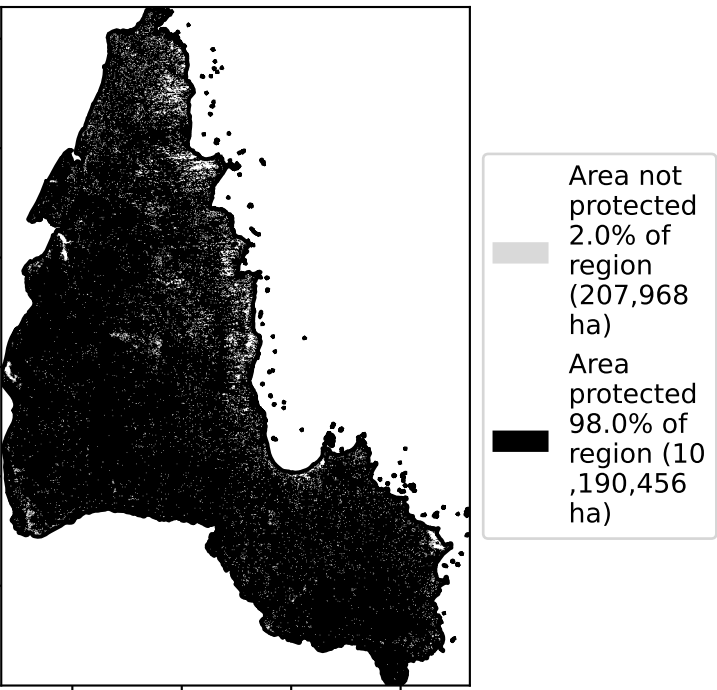 Area not
protected
2.0% of
region
(207,968
ha)
Area
protected
98.0% of
region (10
,190,456
ha)